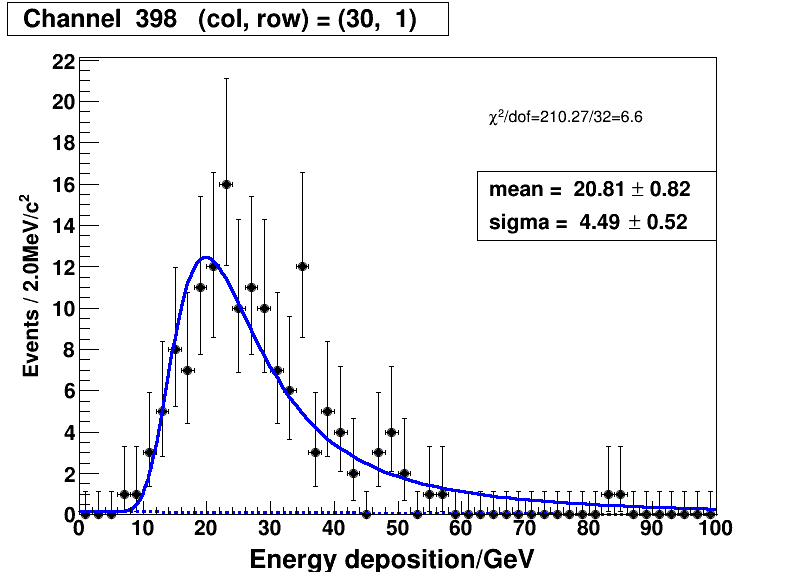 Channel 398 (col, row) = (30, 1)
χ²/dof=210.27/32=6.6
mean = 20.81 ± 0.82
sigma = 4.49 ± 0.52
Events / 2.0MeV/c²
22
20
18
16
14
12
10
8
6
4
2
0
0 10 20 30 40 50 60 70 80 90 100
Energy deposition/GeV